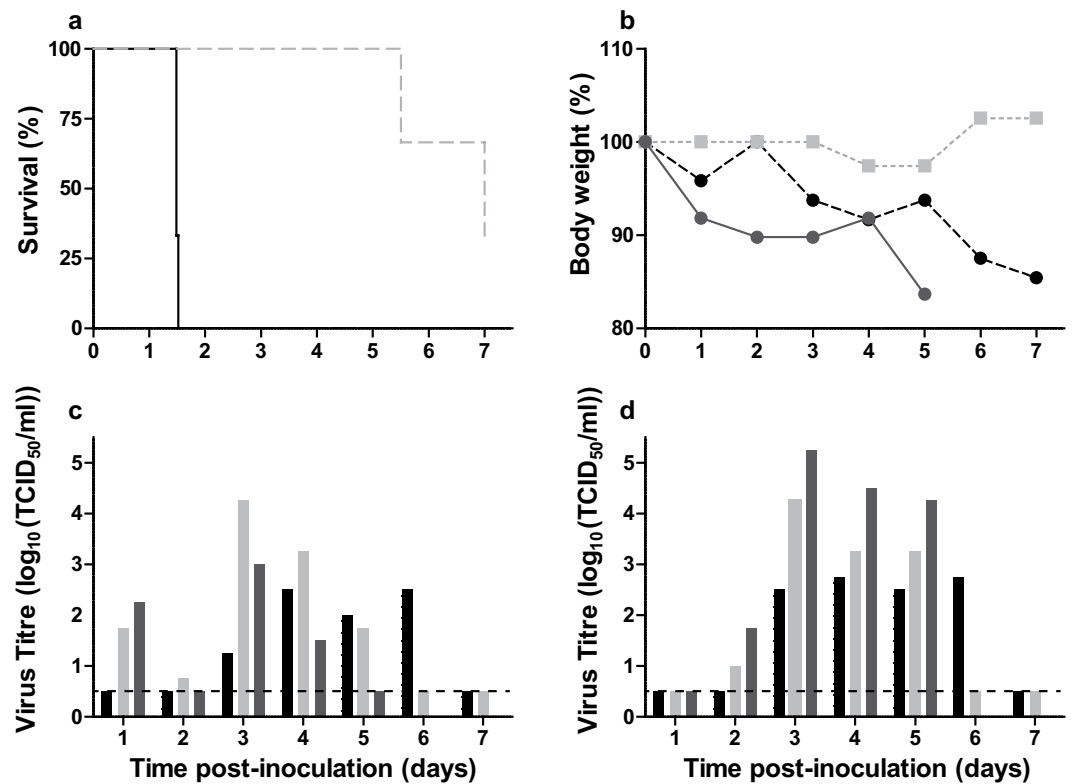 a
100
75
50
25
0
Survival (%)
0 1 2 3 4 5 6 7
b
110
100
90
80
Body weight (%)
0 1 2 3 4 5 6 7
c
5
4
3
2
1
0
Virus Titre (log10(TCID50/ml))
1 2 3 4 5 6 7
Time post-inoculation (days)
d
5
4
3
2
1
0
Virus Titre (log10(TCID50/ml))
1 2 3 4 5 6 7
Time post-inoculation (days)